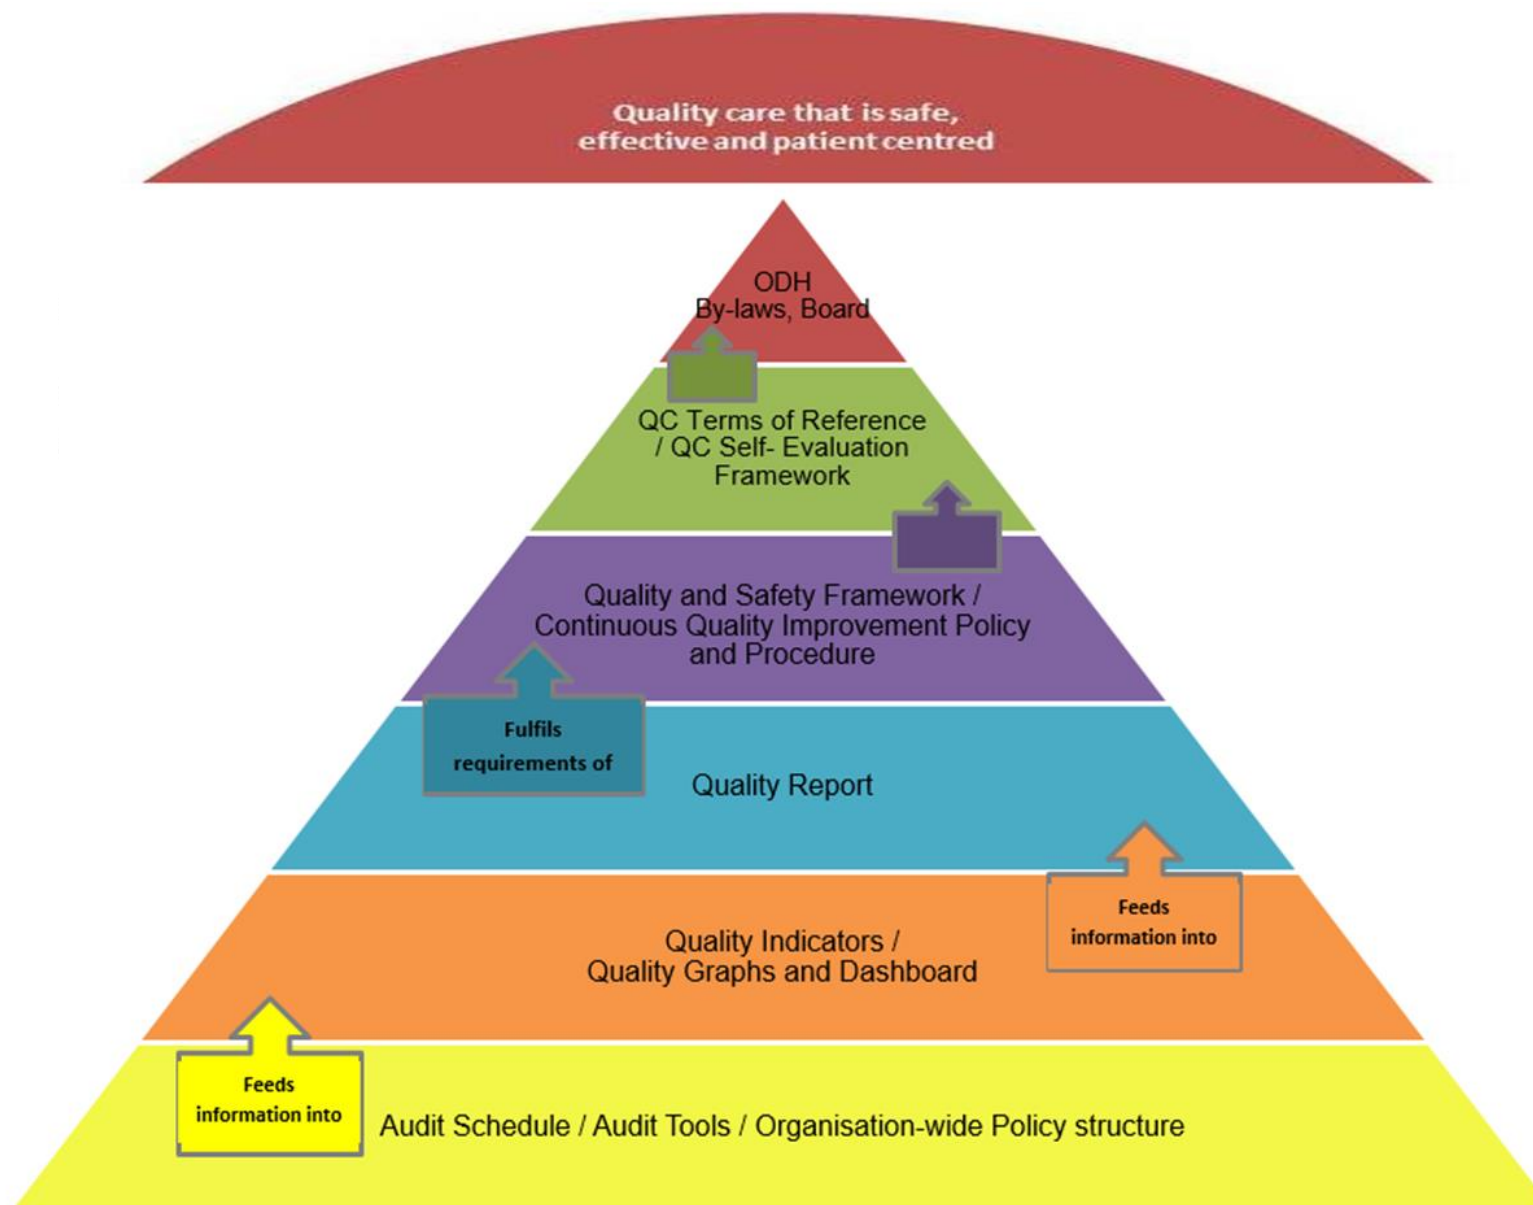 Quality care that is safe,
effective and patient centred
ODH
By-laws, Board
QC Terms of Reference
/ QC Self- Evaluation
Framework
Quality and Safety Framework /
Continuous Quality Improvement Policy
and Procedure
Fulfils
requirements of
Quality Report
Feeds
information into
Quality Indicators /
Quality Graphs and Dashboard
Feeds
information into
Audit Schedule / Audit Tools / Organisation-wide Policy structure